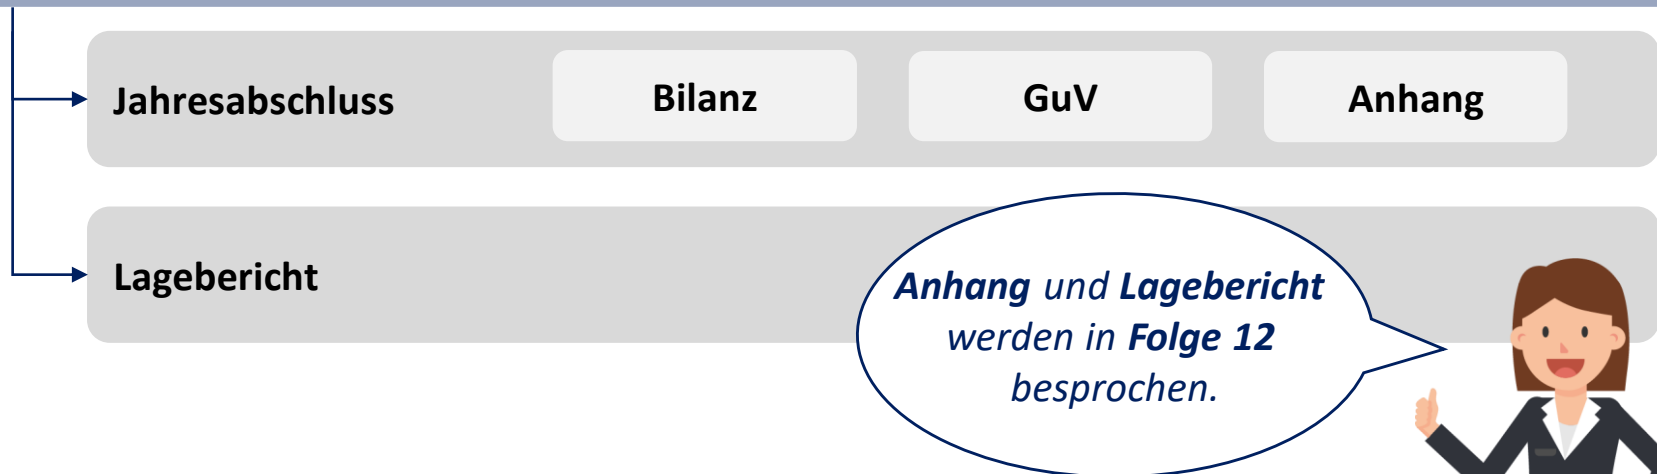 Jahresabschluss
Bilanz
GuV
Anhang
Lagebericht
Anhang und Lagebericht
werden in Folge 12
besprochen.